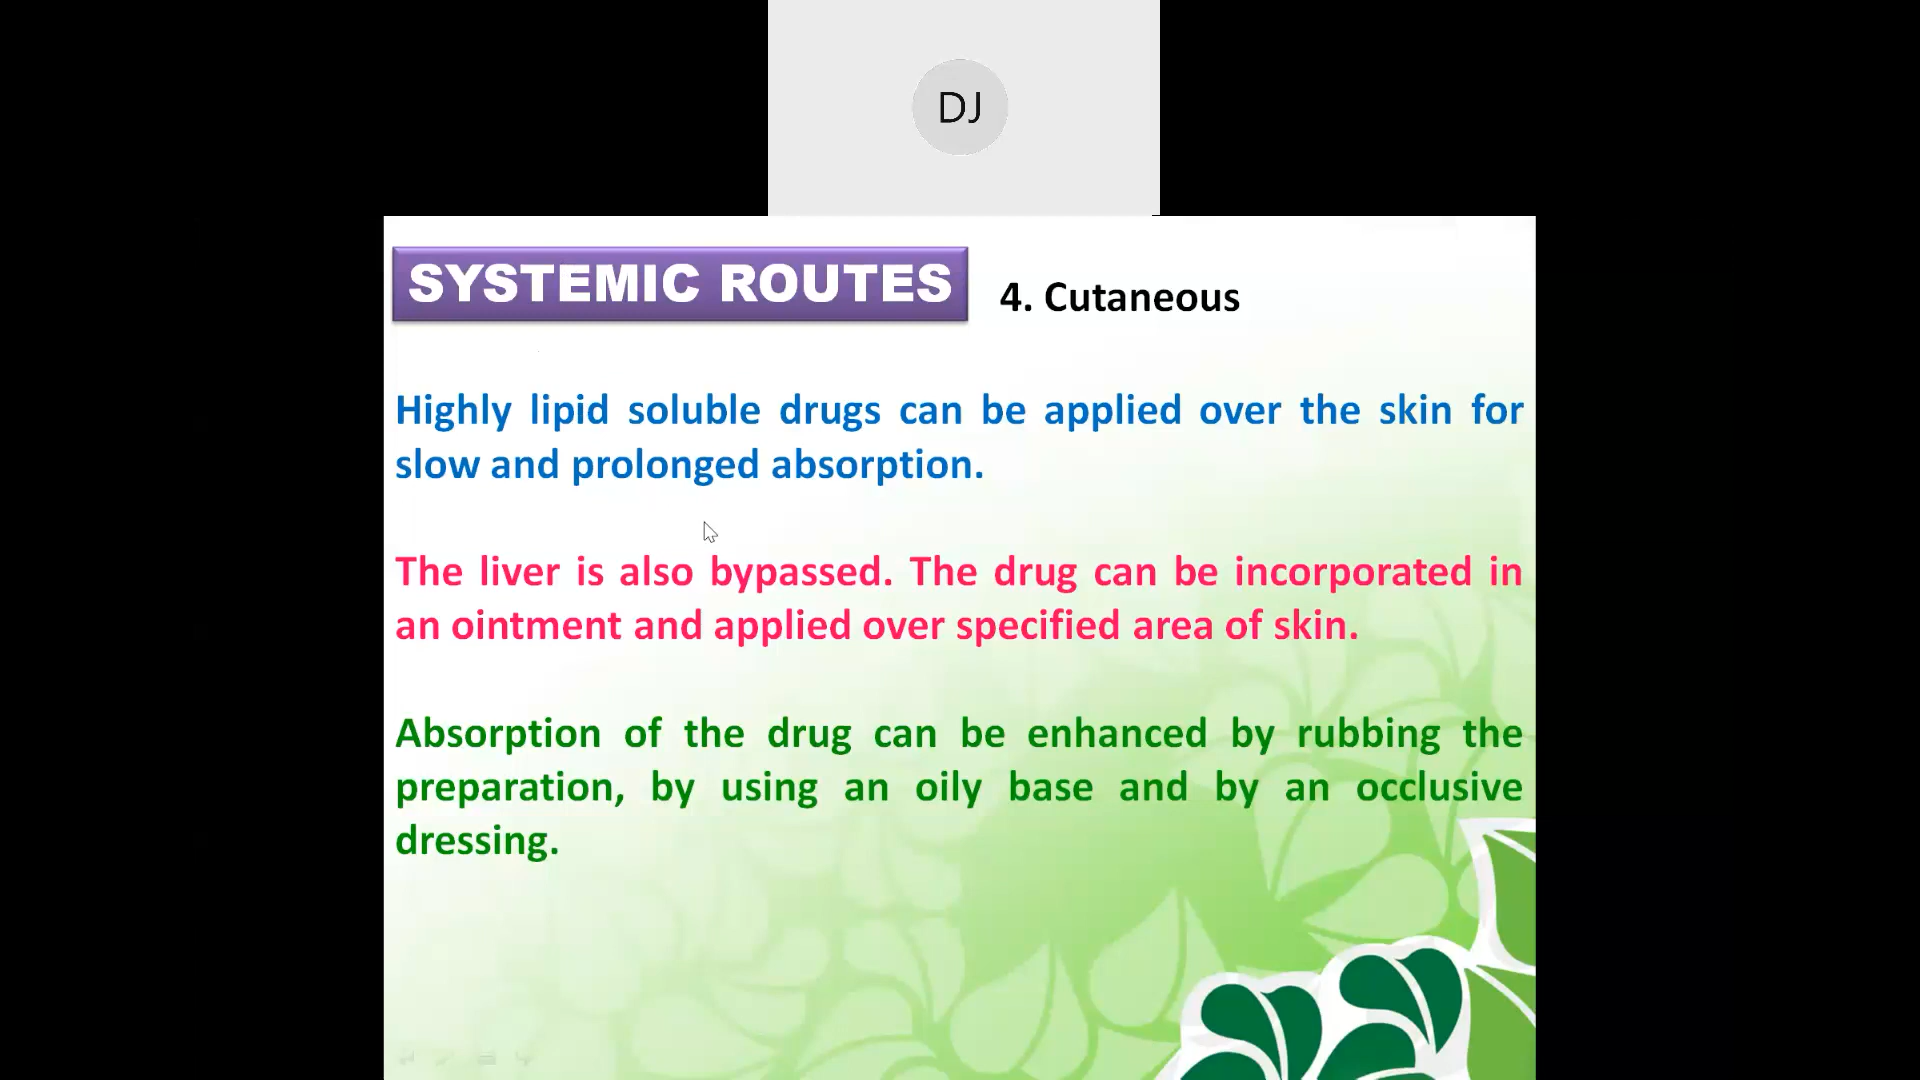 DJ
SYSTEMIC ROUTES
4. Cutaneous
Highly lipid soluble drugs can be applied over the skin for
slow and prolonged absorption.
The liver is also bypassed. The drug can be incorporated in
an ointment and applied over specified area of skin.
Absorption of the drug can be enhanced by rubbing the
preparation, by using an oily base and by an occlusive
dressing.